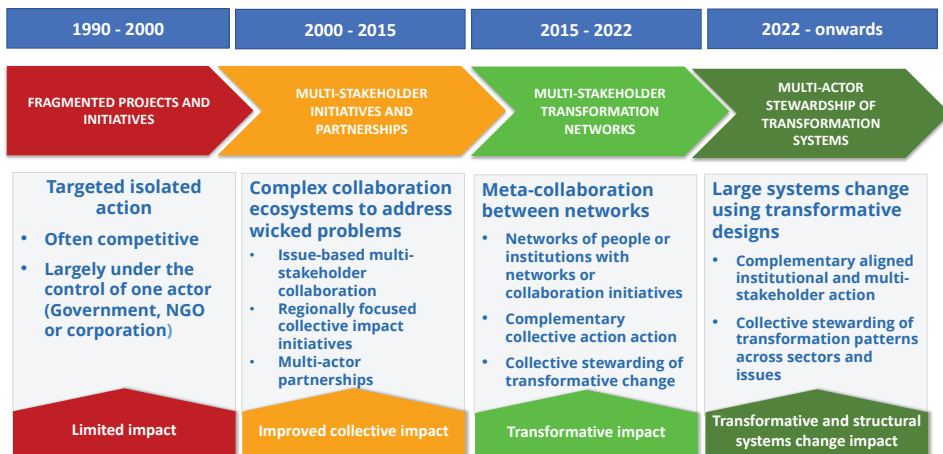 1990 - 2000
2000 - 2015
2015 - 2022
2022 - onwards
FRAGMENTED PROJECTS AND
INITIATIVES
MULTI-STAKEHOLDER
INITIATIVES AND
PARTNERSHIPS
MULTI-STAKEHOLDER
TRANSFORMATION
NETWORKS
MULTI-ACTOR
STEWARDSHIP OF
TRANSFORMATION
SYSTEMS
Targeted isolated
action
• Often competitive
• Largely under the
control of one actor
(Government, NGO
or corporation)
Limited impact
Complex collaboration
ecosystems to address
wicked problems
• Issue-based multi-
stakeholder
collaboration
• Regionally focused
collective impact
initiatives
• Multi-actor
partnerships
Improved collective impact
Meta-collaboration
between networks
• Networks of people or
institutions with
networks or
collaboration initiatives
• Complementary
collective action action
• Collective stewarding of
transformative change
Transformative impact
Large systems change
using transformative
designs
• Complementary aligned
institutional and multi-
stakeholder action
• Collective stewarding of
transformation patterns
across sectors and
issues
Transformative and structural
systems change impact